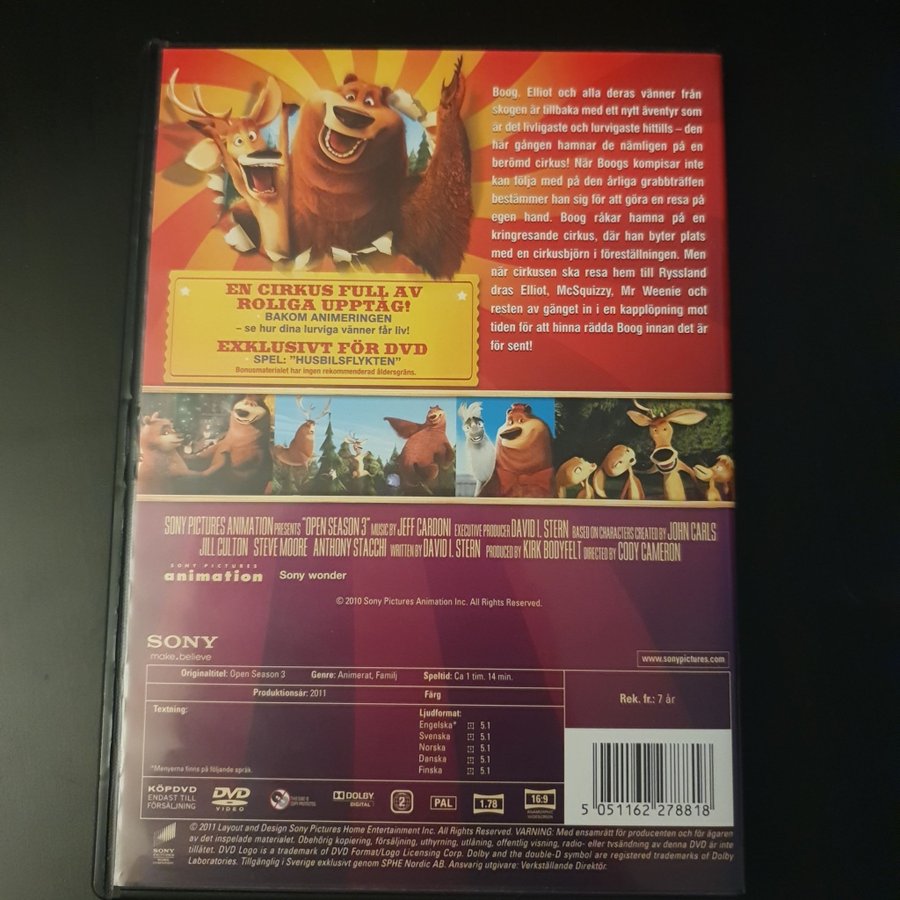 Boog, Elliot och alla deras vänner från
skogen är tillbaka med ett nytt äventyr som
är det livligaste och lurvigaste hittills – den
här gången hamnar de nämligen på en
berömd cirkus! När Boogs kompisar inte
kan följa med på den årliga grabbträffen
bestämmer han sig för att göra en resa på
egen hand. Boog råkar hamna på en
kringresande cirkus, där han byter plats
med en cirkusbjörn i föreställningen. Men
när cirkusen ska resa hem till Ryssland
dras Elliot, McSquizzy, Mr Weenie och
resten av gänget in i en kapplöpning mot
tiden för att hinna rädda Boog innan det är
för sent!
EN CIRKUS FULL AV
ROLIGA UPPTÅG!
BAKOM ANIMERINGEN
– se hur dina lurviga vänner får liv!
EXKLUSIVT FÖR DVD
SPEL: "HUSBILSFLYKTEN"
Bonusmaterialet har ingen rekommenderad åldersgräns.
SONY PICTURES ANIMATION PRESENTS "OPEN SEASON 3" MUSIC BY JEFF CARDONI EXECUTIVE PRODUCER DAVID I. STERN BASED ON CHARACTERS CREATED BY JOHN CARLS
JILL CULTON STEVE MOORE ANTHONY STACCHI WRITTEN BY DAVID I. STERN PRODUCED BY KIRK BODYFELT DIRECTED BY CODY CAMERON
SONY PICTURES
animation
Sony wonder
© 2010 Sony Pictures Animation Inc. All Rights Reserved.
SONY
make.believe
www.sonypictures.com
Originaltitel: Open Season 3 Genre: Animerat, Familj Speltid: Ca 1 tim. 14 min.
Produktionsår: 2011 Färg
Rek. fr.: 7 år
Textning:
Ljudformat:
Engelska* 5.1
Svenska 5.1
Norska 5.1
Danska 5.1
Finska 5.1
*Menyerna finns på följande språk.
KÖPDVD
ENDAST TILL
FÖRSÄLJNING
DVD
VIDEO
THIS DISC IS
COPY PROTECTED
DOLBY
DIGITAL
2
PAL
1.78
16:9
ANAMORPHIC
WIDESCREEN
5 051162 278818
SONY
© 2011 Layout and Design Sony Pictures Home Entertainment Inc. All Rights Reserved. VARNING: Med ensamrätt för producenten och för ägaren
av det inspelade materialet. Obehörig kopiering, försäljning, uthyrning, utlåning, offentlig visning, radio- eller tvsändning av denna DVD är inte
tillåtet. DVD Logo is a trademark of DVD Format/Logo Licensing Corp. Dolby and the double-D symbol are registered trademarks of Dolby
Laboratories. Tillgänglig i Sverige exklusivt genom SPHE Nordic AB. Ansvarig utgivare: Verkställande Direktör.